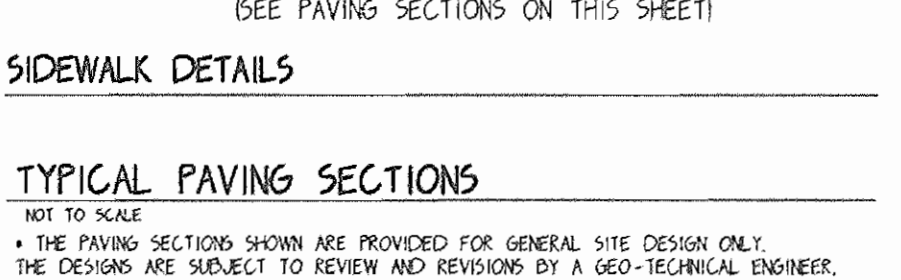 (SEE PAVING SECTIONS ON THIS SHEET)
SIDEWALK DETAILS
TYPICAL PAVING SECTIONS
NOT TO SCALE
• THE PAVING SECTIONS SHOWN ARE PROVIDED FOR GENERAL SITE DESIGN ONLY.
THE DESIGNS ARE SUBJECT TO REVIEW AND REVISIONS BY A GEO-TECHNICAL ENGINEER.